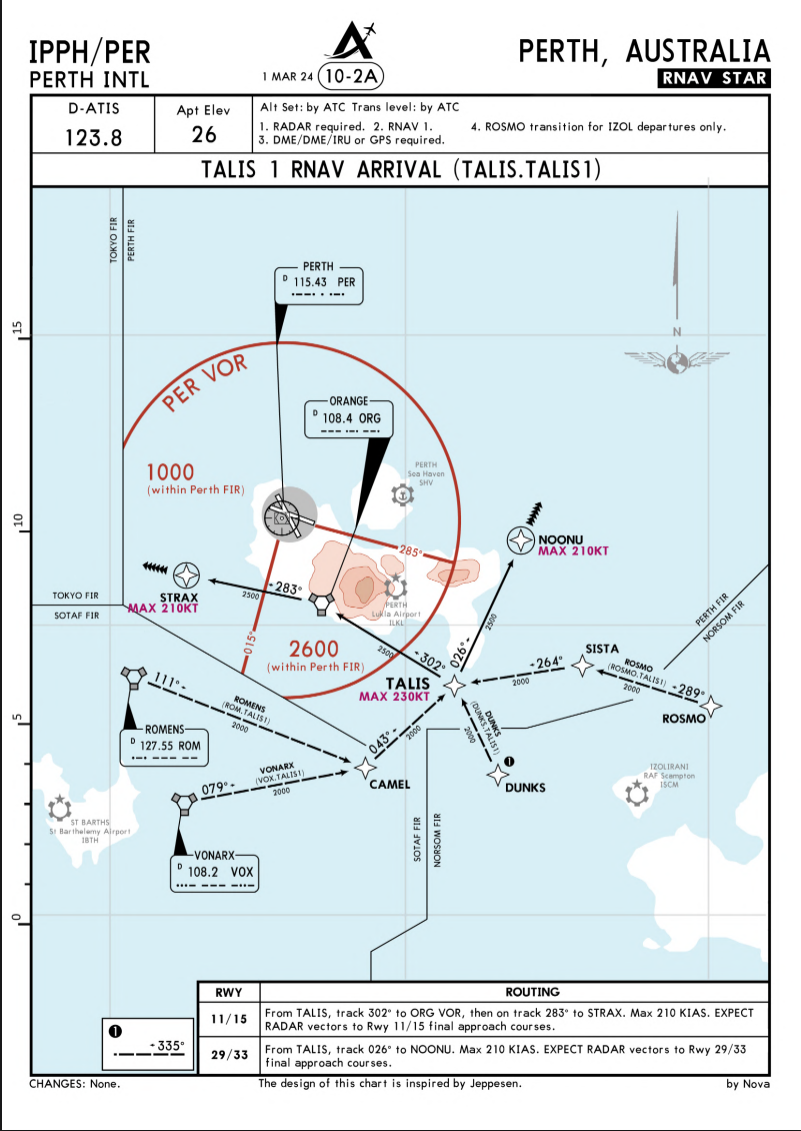 IPPH/PER
PERTH INTL
1 MAR 24
10-2A
PERTH, AUSTRALIA
RNAV STAR
D-ATIS
123.8
Apt Elev
26
Alt Set: by ATC Trans level: by ATC
1. RADAR required. 2. RNAV 1.
3. DME/DME/IRU or GPS required.
4. ROSMO transition for IZOL departures only.
TALIS 1 RNAV ARRIVAL (TALIS.TALIS1)
TOKYO FIR
PERTH FIR
PERTH
D 115.43 PER
N
15
PER VOR
ORANGE
D 108.4 ORG
1000
(within Perth FIR)
PERTH
Sea Haven
SHV
10
285°
NOONU
MAX 210KT
STRAX
MAX 210KT
283°
2500
PERTH
Lukla Airport
ILKL
TOKYO FIR
SOTAF FIR
PERTH FIR
NORSOM FIR
015°
2600
(within Perth FIR)
2500
302°
026°
2500
TALIS
MAX 230KT
264°
2000
SISTA
ROSMO
(ROSMO.TALIS1)
2000
289°
ROSMO
111°
ROMENS
(ROM.TALIS1)
2000
5
ROMENS
D 127.55 ROM
043°
2000
DUNKS
(DUNKS.TALIS1)
2000
1
DUNKS
CAMEL
079°
VONARX
(VOX.TALIS1)
2000
IZOLIRANI
RAF Scampton
ISCM
ST BARTHS
St Barthelemy Airport
IBTH
SOTAF FIR
NORSOM FIR
VONARX
D 108.2 VOX
0
RWY
ROUTING
11/15
From TALIS, track 302° to ORG VOR, then on track 283° to STRAX. Max 210 KIAS. EXPECT
RADAR vectors to Rwy 11/15 final approach courses.
29/33
From TALIS, track 026° to NOONU. Max 210 KIAS. EXPECT RADAR vectors to Rwy 29/33
final approach courses.
1
335°
CHANGES: None.
The design of this chart is inspired by Jeppesen.
by Nova